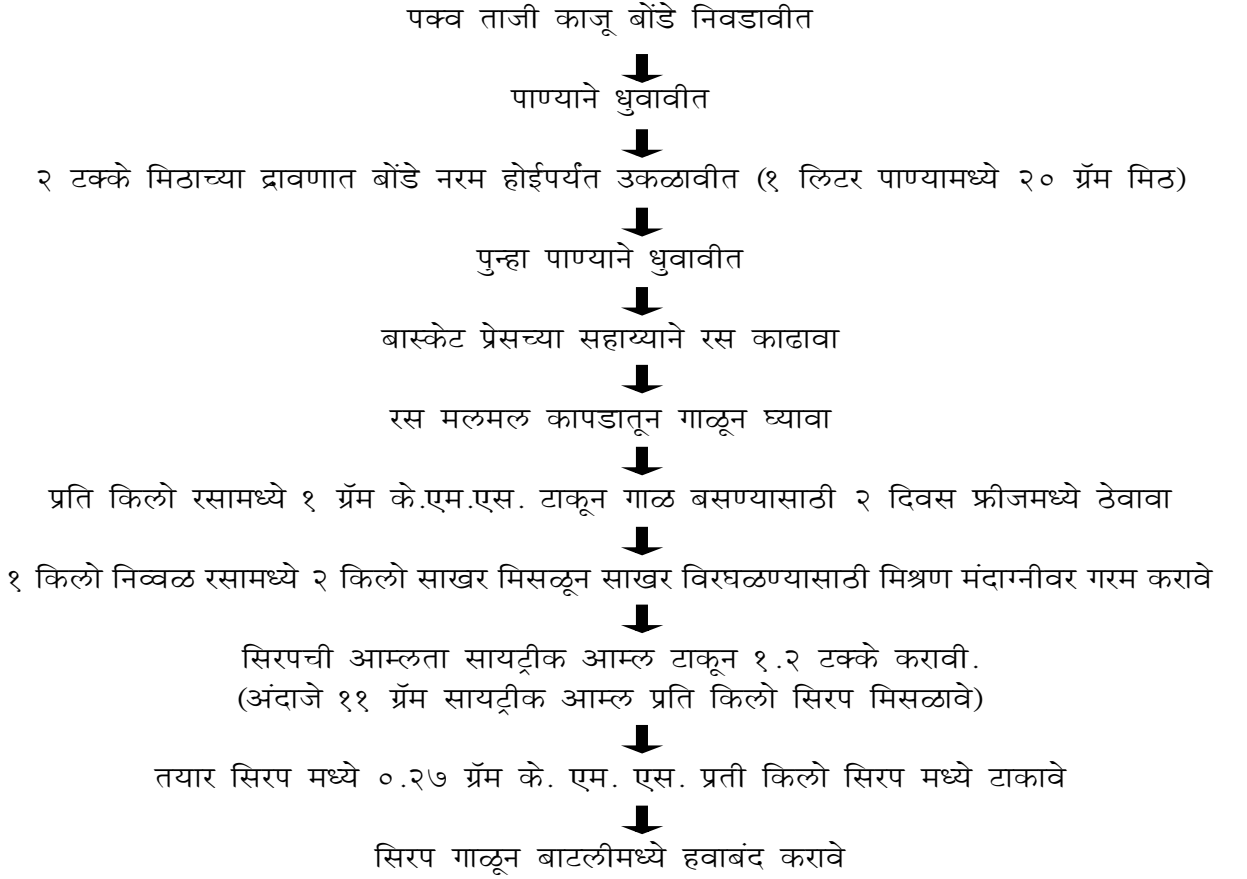 पक्व ताजी काजू बोंडे निवडावीत
पाण्याने धुवावीत
२ टक्के मिठाच्या द्रावणात बोंडे नरम होईपर्यंत उकळावीत (१ लिटर पाण्यामध्ये २० ग्रॅम मिठ)
पुन्हा पाण्याने धुवावीत
बास्केट प्रेसच्या सहाय्याने रस काढावा
रस मलमल कापडातून गाळून घ्यावा
प्रति किलो रसामध्ये १ ग्रॅम के.एम.एस. टाकून गाळ बसण्यासाठी २ दिवस फ्रीजमध्ये ठेवावा
१ किलो निव्वळ रसामध्ये २ किलो साखर मिसळून साखर विरघळण्यासाठी मिश्रण मंदाग्नीवर गरम करावे
सिरपची आम्लता सायट्रीक आम्ल टाकून १.२ टक्के करावी.
(अंदाजे ११ ग्रॅम सायट्रीक आम्ल प्रति किलो सिरप मिसळावे)
तयार सिरप मध्ये ०.२७ ग्रॅम के. एम. एस. प्रती किलो सिरप मध्ये टाकावे
सिरप गाळून बाटलीमध्ये हवाबंद करावे